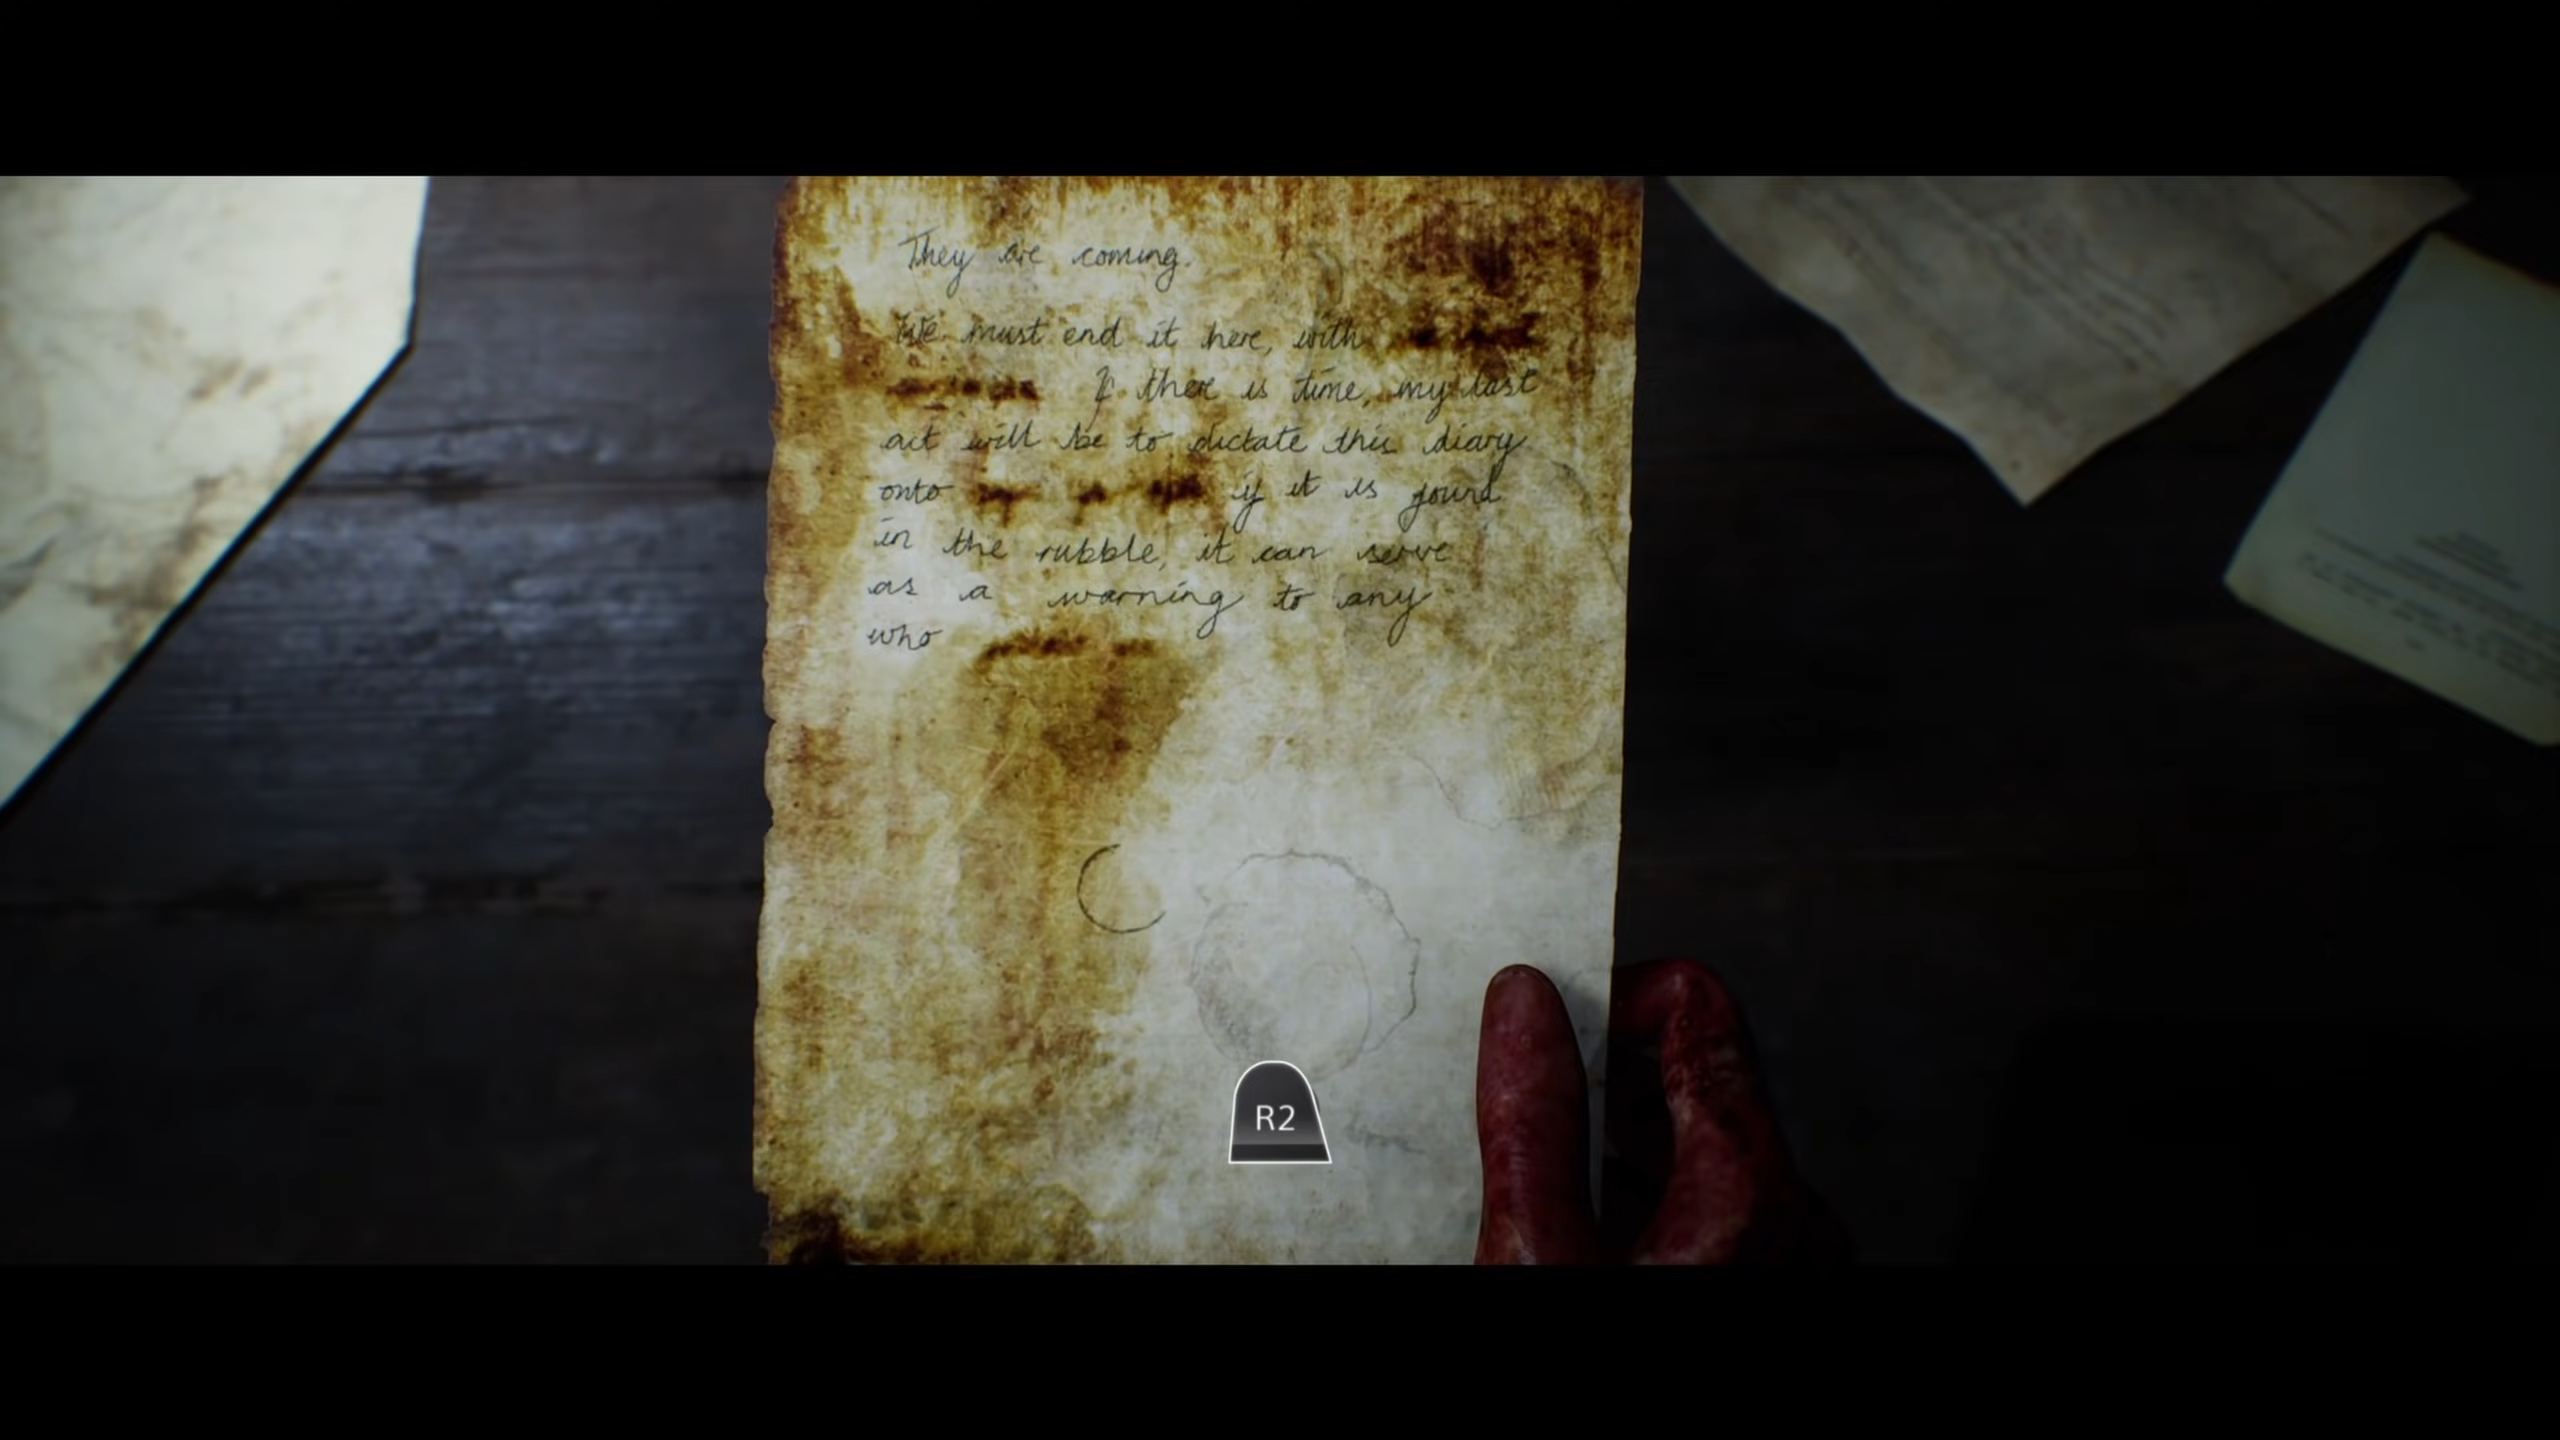 They are coming.
We must end it here, with
If there is time, my last
act will be to dictate this diary
onto if it is found
in the rubble, it can serve
as a warning to any
who
R2